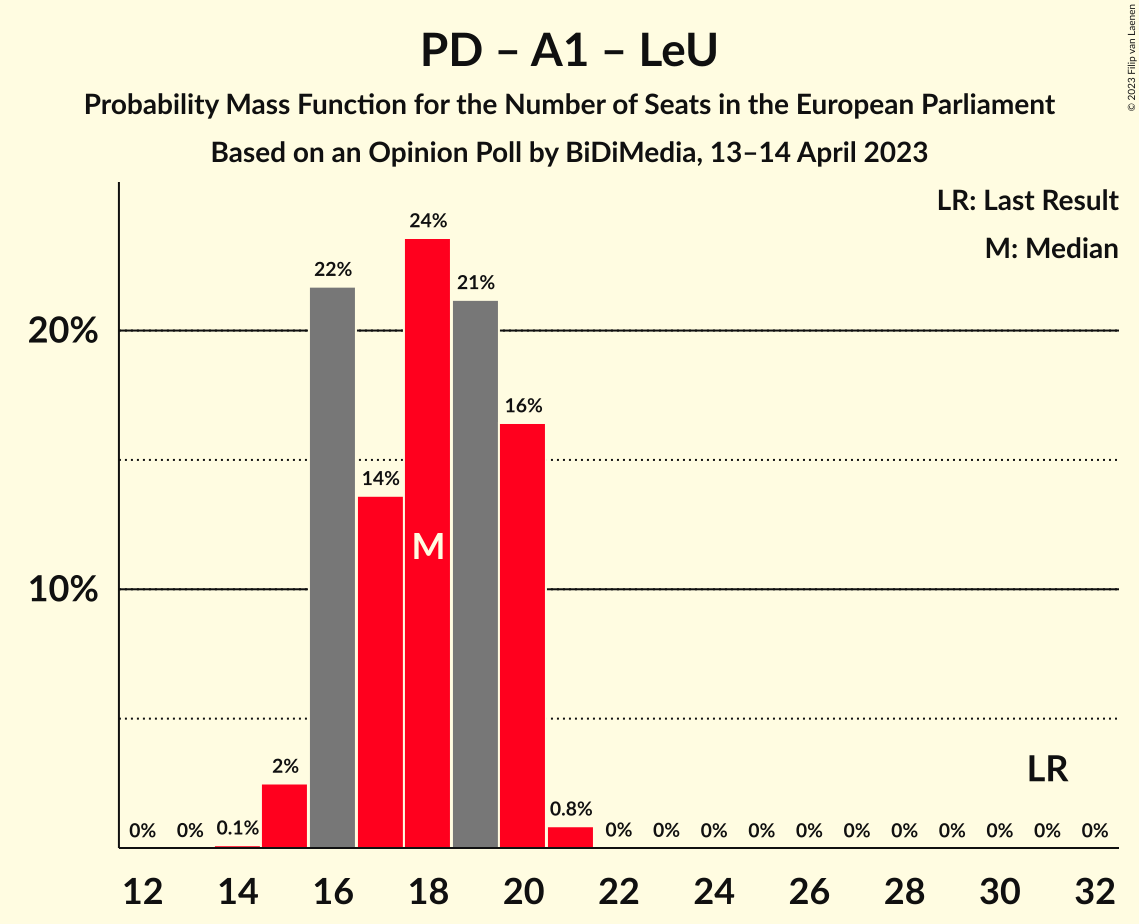 PD – A1 – LeU
Probability Mass Function for the Number of Seats in the European Parliament
Based on an Opinion Poll by BiDiMedia, 13–14 April 2023
© 2023 Filip van Laenen
LR: Last Result
M: Median
24%
22%
21%
20%
16%
14%
M
10%
LR
2%
0.8%
0% 0% 0.1% 0% 0% 0% 0% 0% 0% 0% 0% 0% 0% 0%
12 14 16 18 20 22 24 26 28 30 32